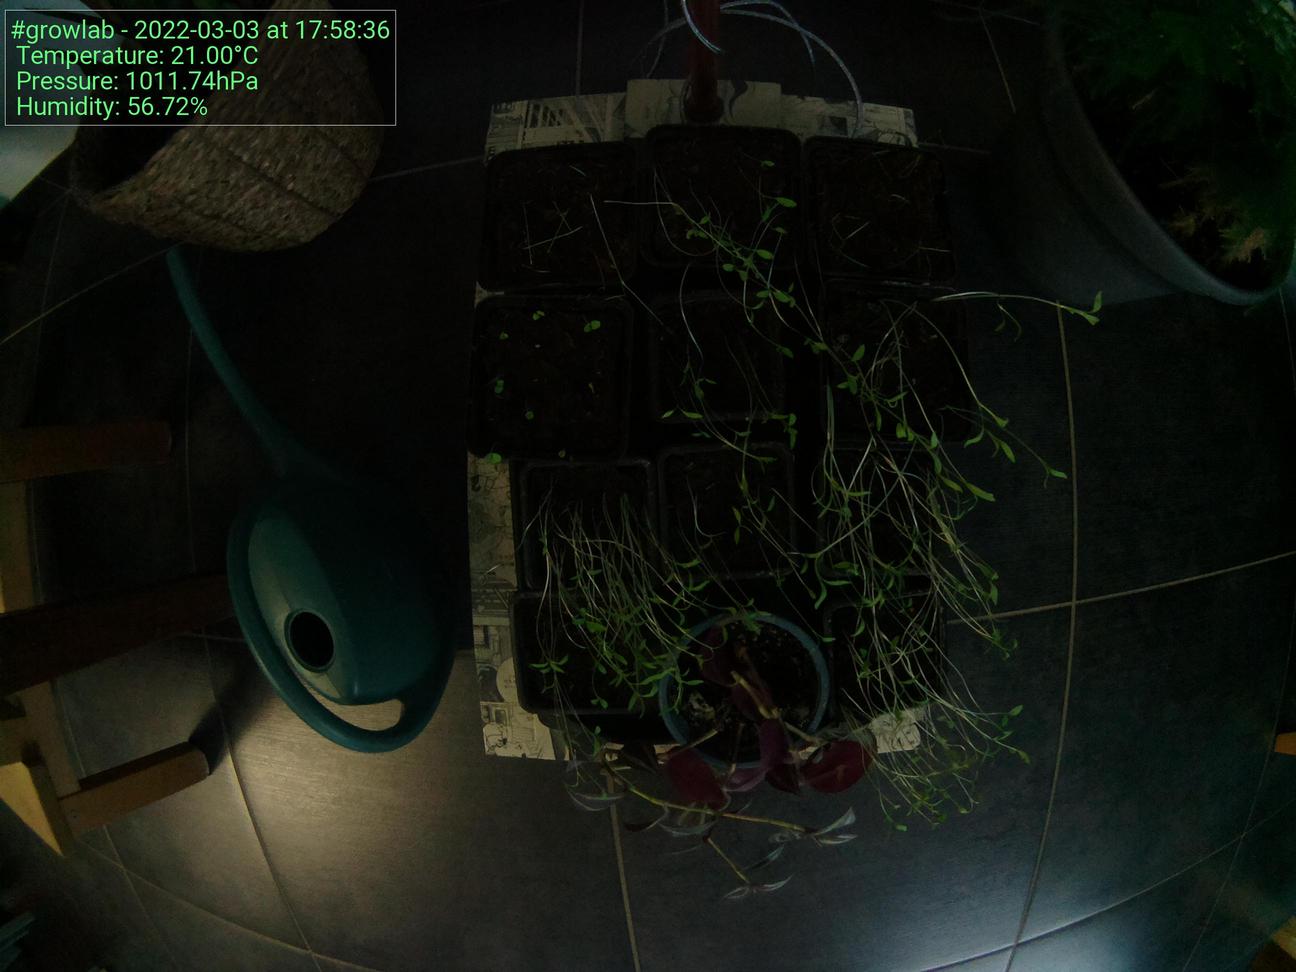 #growlab - 2022-03-03 at 17:58:36
Temperature: 21.00°C
Pressure: 1011.74hPa
Humidity: 56.72%